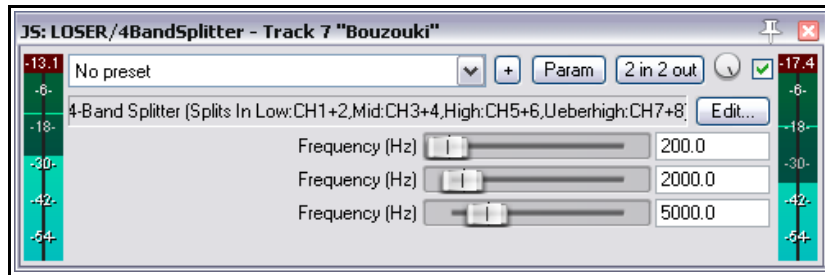 JS: LOSER/4BandSplitter - Track 7 "Bouzouki"
-13.1 No preset + Param 2 in 2 out -17.4
-6- -6-
4-Band Splitter (Splits In Low:CH1+2,Mid:CH3+4,High:CH5+6,Ueberhigh:CH7+8) Edit...
-18- -18-
Frequency (Hz) 200.0
-30- -30-
Frequency (Hz) 2000.0
-42- -42-
Frequency (Hz) 5000.0
-54- -54-